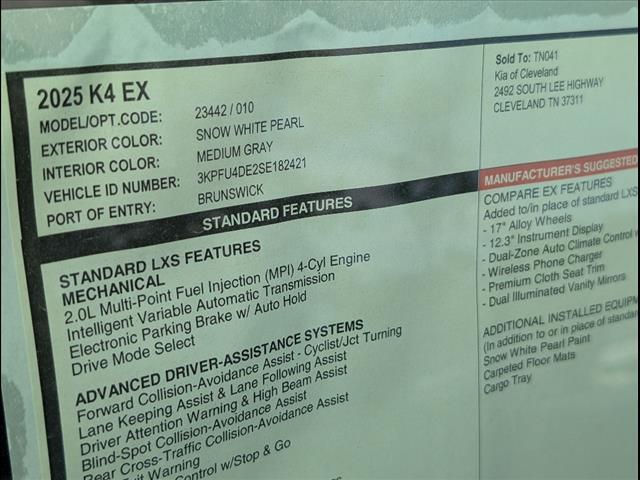 2025 K4 EX
MODEL/OPT.CODE: 23442 / 010
EXTERIOR COLOR: SNOW WHITE PEARL
INTERIOR COLOR: MEDIUM GRAY
VEHICLE ID NUMBER: 3KPFU4DE2SE182421
PORT OF ENTRY: BRUNSWICK
Sold To: TN041
Kia of Cleveland
2492 SOUTH LEE HIGHWAY
CLEVELAND TN 37311
STANDARD FEATURES
STANDARD LXS FEATURES
MECHANICAL
2.0L Multi-Point Fuel Injection (MPI) 4-Cyl Engine
Intelligent Variable Automatic Transmission
Electronic Parking Brake w/ Auto Hold
Drive Mode Select
ADVANCED DRIVER-ASSISTANCE SYSTEMS
Forward Collision-Avoidance Assist - Cyclist/Jct Turning
Lane Keeping Assist & Lane Following Assist
Driver Attention Warning & High Beam Assist
Blind-Spot Collision-Avoidance Assist
Rear Cross-Traffic Collision-Avoidance Assist
Exit Warning
Control w/Stop & Go
MANUFACTURER'S SUGGESTED
COMPARE EX FEATURES
Added to/in place of standard LXS
- 17" Alloy Wheels
- 12.3" Instrument Display
- Dual-Zone Auto Climate Control
- Wireless Phone Charger
- Premium Cloth Seat Trim
- Dual Illuminated Vanity Mirrors
ADDITIONAL INSTALLED
(In addition to or in place of
Snow White Pearl Paint
Carpeted Floor Mats
Cargo Tray